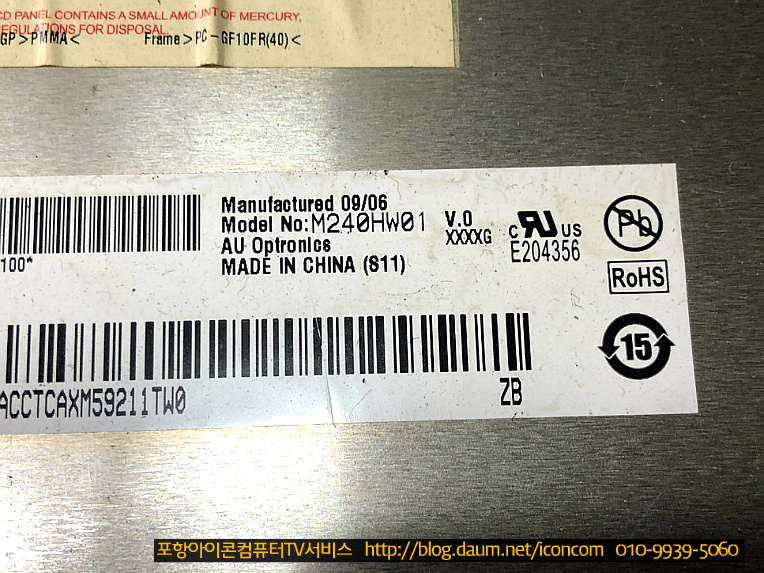 CD PANEL CONTAINS A SMALL AMOUNT OF MERCURY,
REGULATIONS FOR DISPOSAL.
GP>PMMA< Frame>PC-GF10FR(40)<
100*
Manufactured 09/06
Model No:M240HW01 V.0
XXXXG
AU Optronics
MADE IN CHINA (S11)
c RU US
E204356
Pb
RoHS
15
ACCTCAXM59211TW0
ZB
포항아이콘컴퓨터TV서비스 http://blog.daum.net/iconcom 010-9939-5060